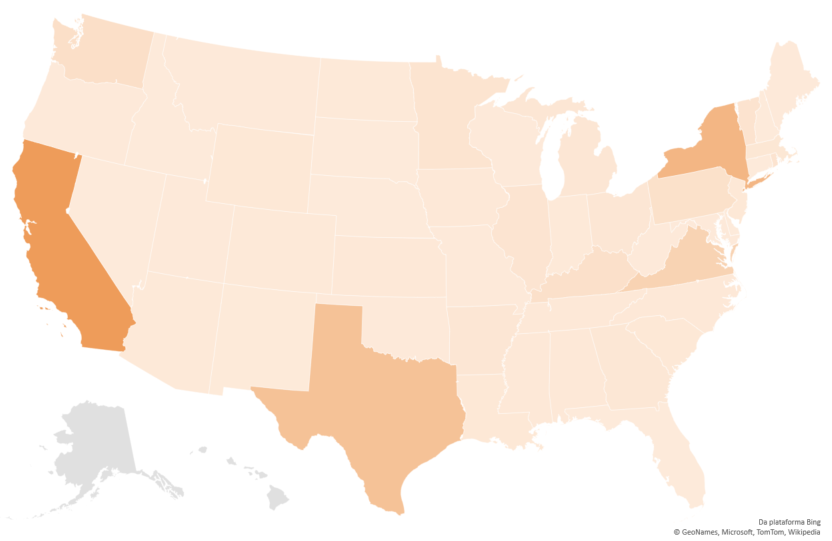 Da plataforma Bing
© GeoNames, Microsoft, TomTom, Wikipedia